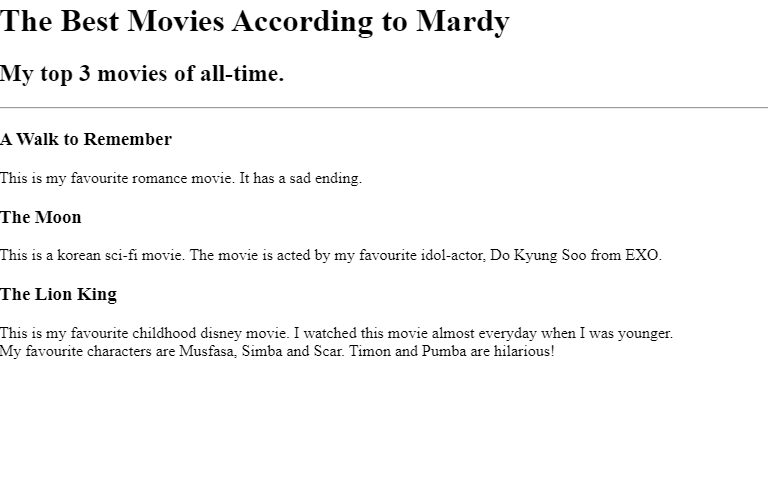 The Best Movies According to Mardy
My top 3 movies of all-time.
A Walk to Remember
This is my favourite romance movie. It has a sad ending.
The Moon
This is a korean sci-fi movie. The movie is acted by my favourite idol-actor, Do Kyung Soo from EXO.
The Lion King
This is my favourite childhood disney movie. I watched this movie almost everyday when I was younger.
My favourite characters are Musfasa, Simba and Scar. Timon and Pumba are hilarious!